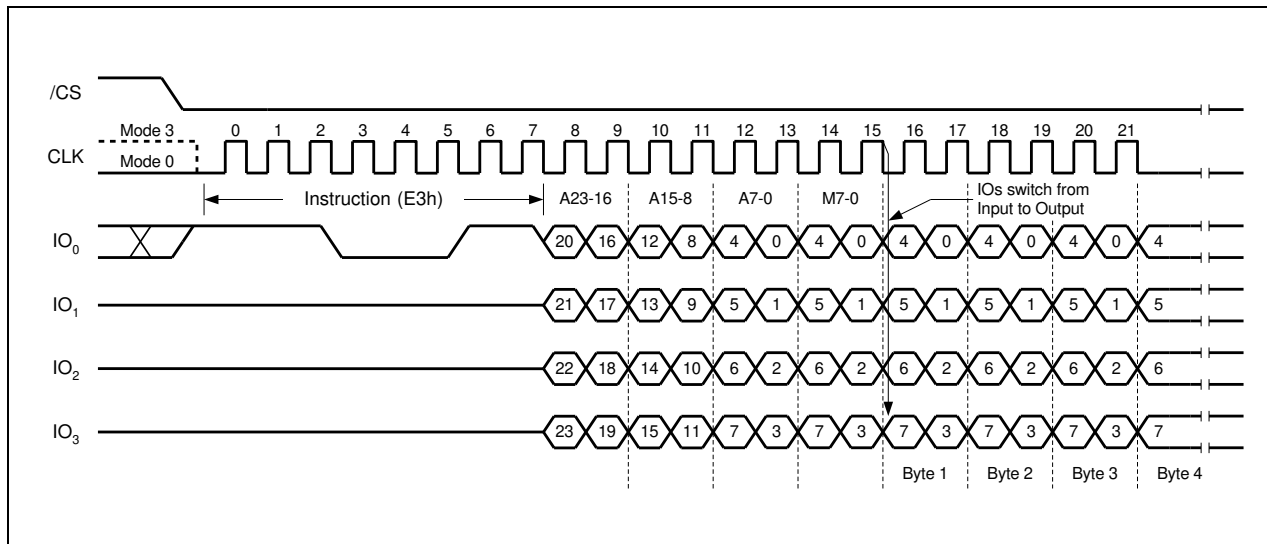 /CS
Mode 3
0 1 2 3 4 5 6 7 8 9 10 11 12 13 14 15 16 17 18 19 20 21
CLK
Mode 0
Instruction (E3h)
A23-16 A15-8 A7-0 M7-0
IOs switch from
Input to Output
IO0 20 16 12 8 4 0 4 0 4 0 4 0 4 0 4
IO1 21 17 13 9 5 1 5 1 5 1 5 1 5 1 5
IO2 22 18 14 10 6 2 6 2 6 2 6 2 6 2 6
IO3 23 19 15 11 7 3 7 3 7 3 7 3 7 3 7
Byte 1 Byte 2 Byte 3 Byte 4